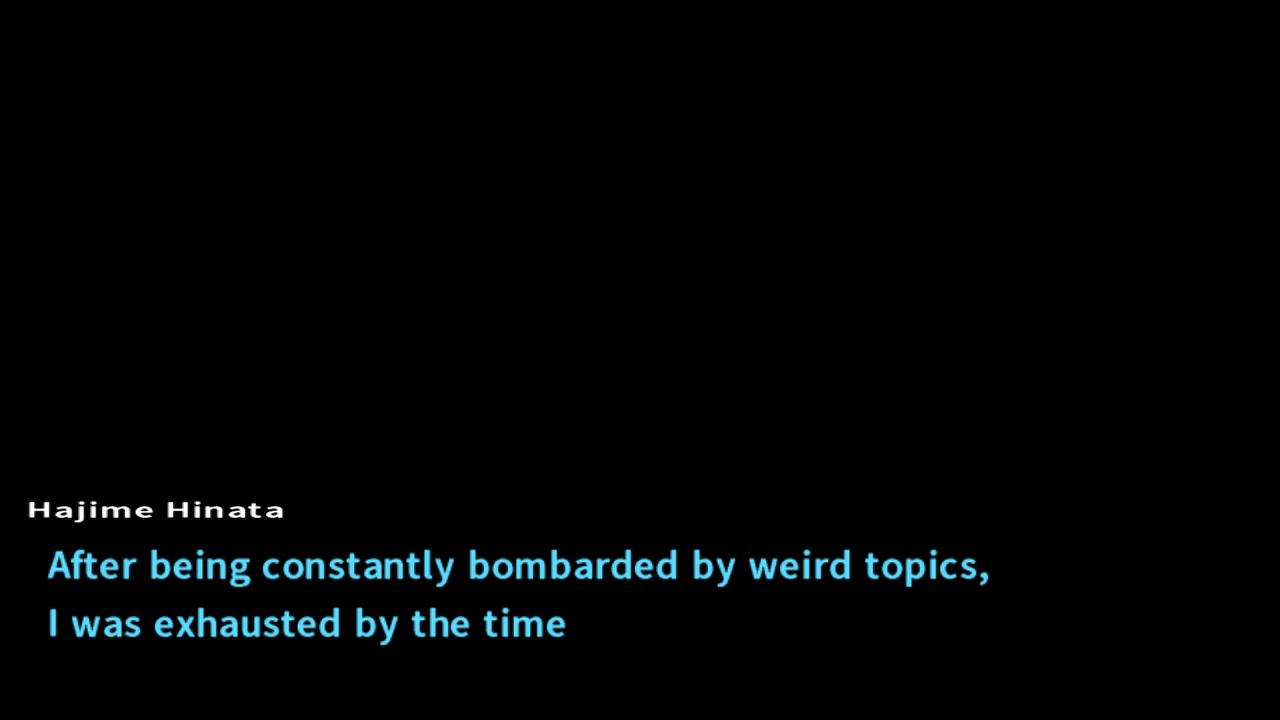 Hajime Hinata
After being constantly bombarded by weird topics,
I was exhausted by the time